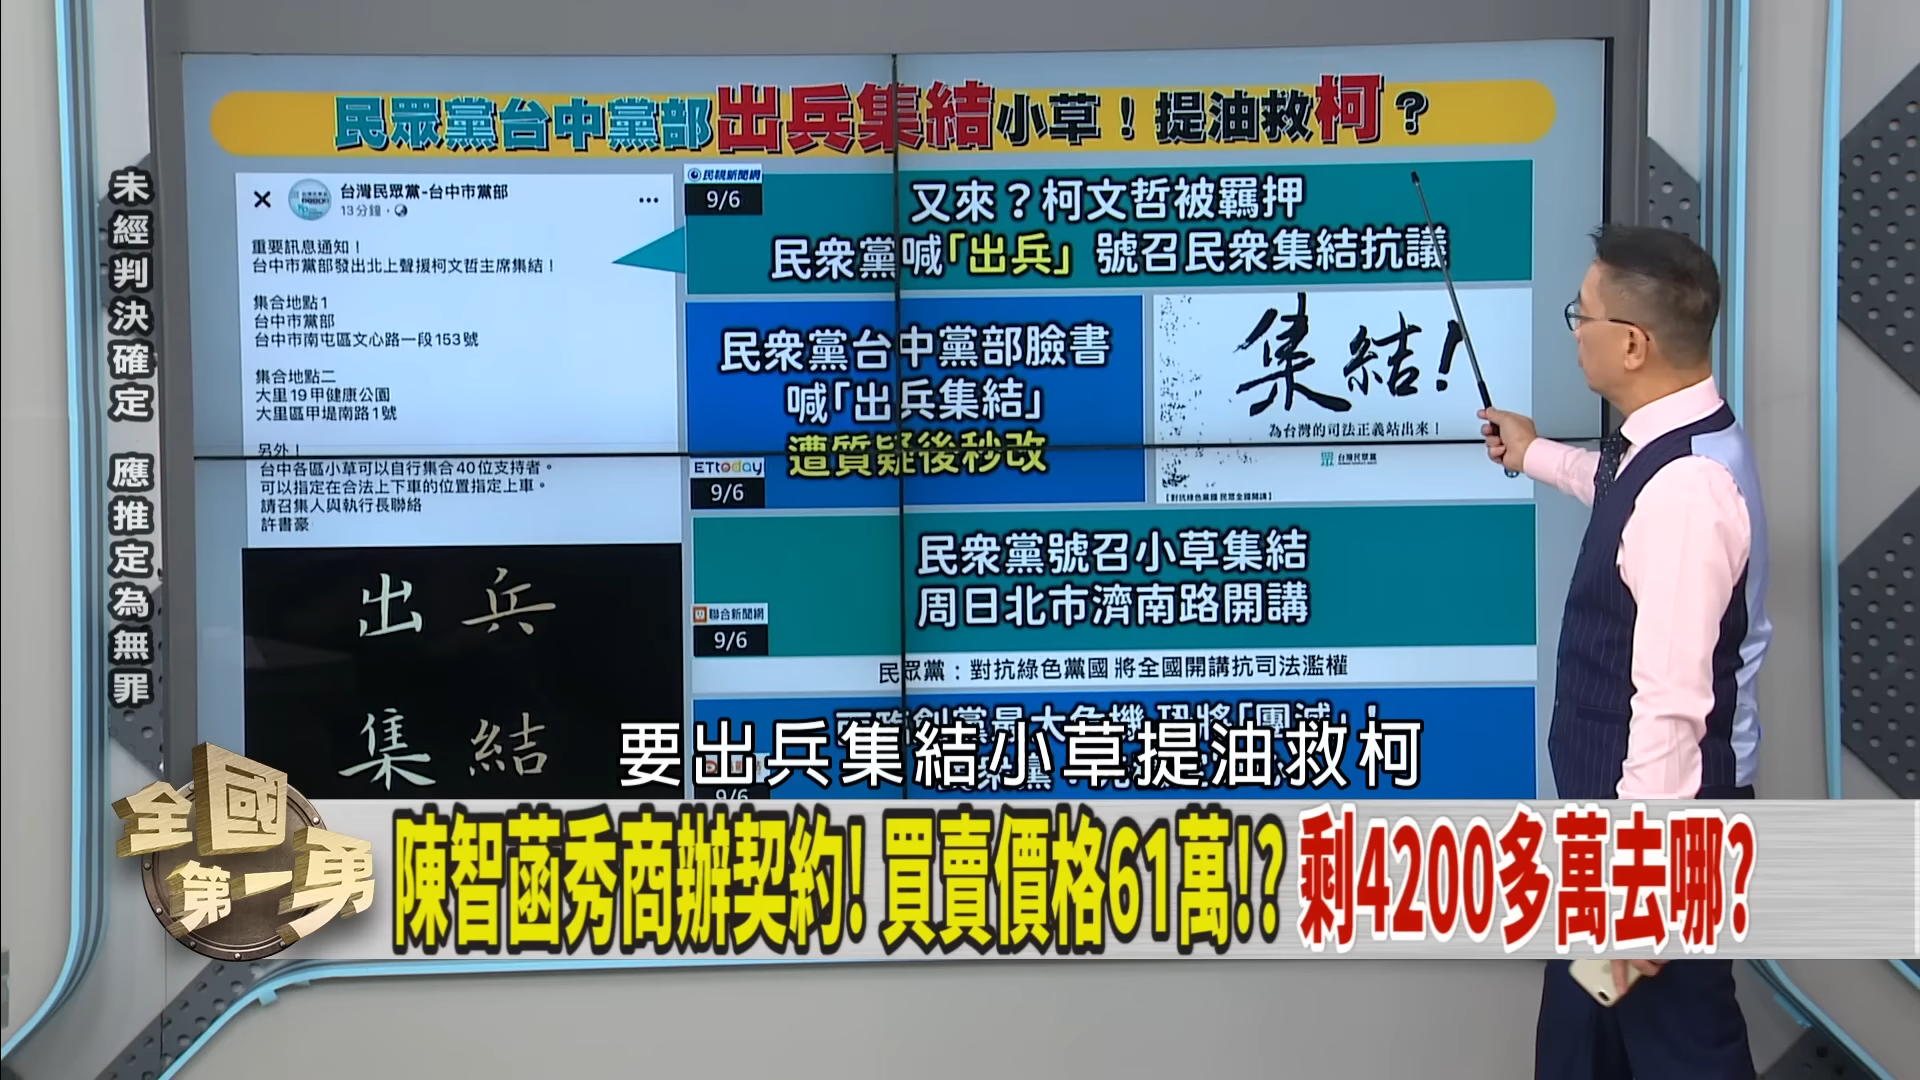 民眾黨台中黨部出兵集結小草！提油救柯？
未經判決確定 應推定為無罪
台灣民眾黨-台中市黨部
13分鐘
重要訊息通知！
台中市黨部發出北上聲援柯文哲主席集結！
集合地點1
台中市黨部
台中市南屯區文心路一段153號
集合地點二
大里19甲健康公園
大里區甲堤南路1號
另外！
台中各區小草可以自行集合40位支持者。
可以指定在合法上下車的位置指定上車。
請召集人與執行長聯絡
許書豪
出兵
集結
民視新聞網
9/6
又來？柯文哲被羈押
民眾黨喊「出兵」號召民眾集結抗議
民眾黨台中黨部臉書
喊「出兵集結」
遭質疑後秒改
ETtoday
9/6
集結！
為台灣的司法正義站出來！
台灣民眾黨
【對抗綠色黨國 民眾全國開講】
民眾黨號召小草集結
周日北市濟南路開講
聯合新聞網
9/6
民眾黨：對抗綠色黨國 將全國開講抗司法濫權
9/6
要出兵集結小草提油救柯
全國第一勇
陳智菡秀商辦契約！買賣價格61萬!? 剩4200多萬去哪?